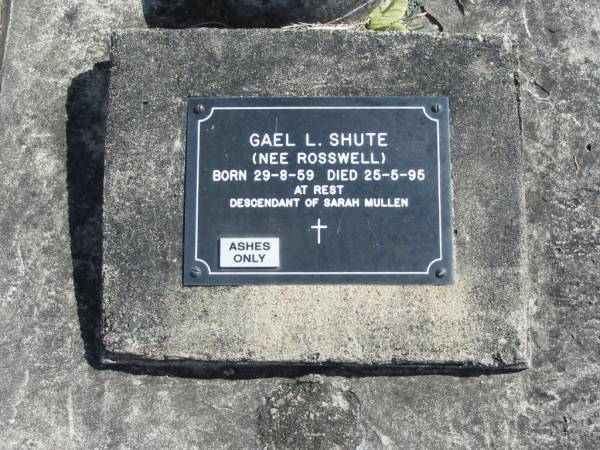 GAEL L. SHUTE
(NEE ROSSWELL)
BORN 29-8-59 DIED 25-5-95
AT REST
DESCENDANT OF SARAH MULLEN
ASHES
ONLY